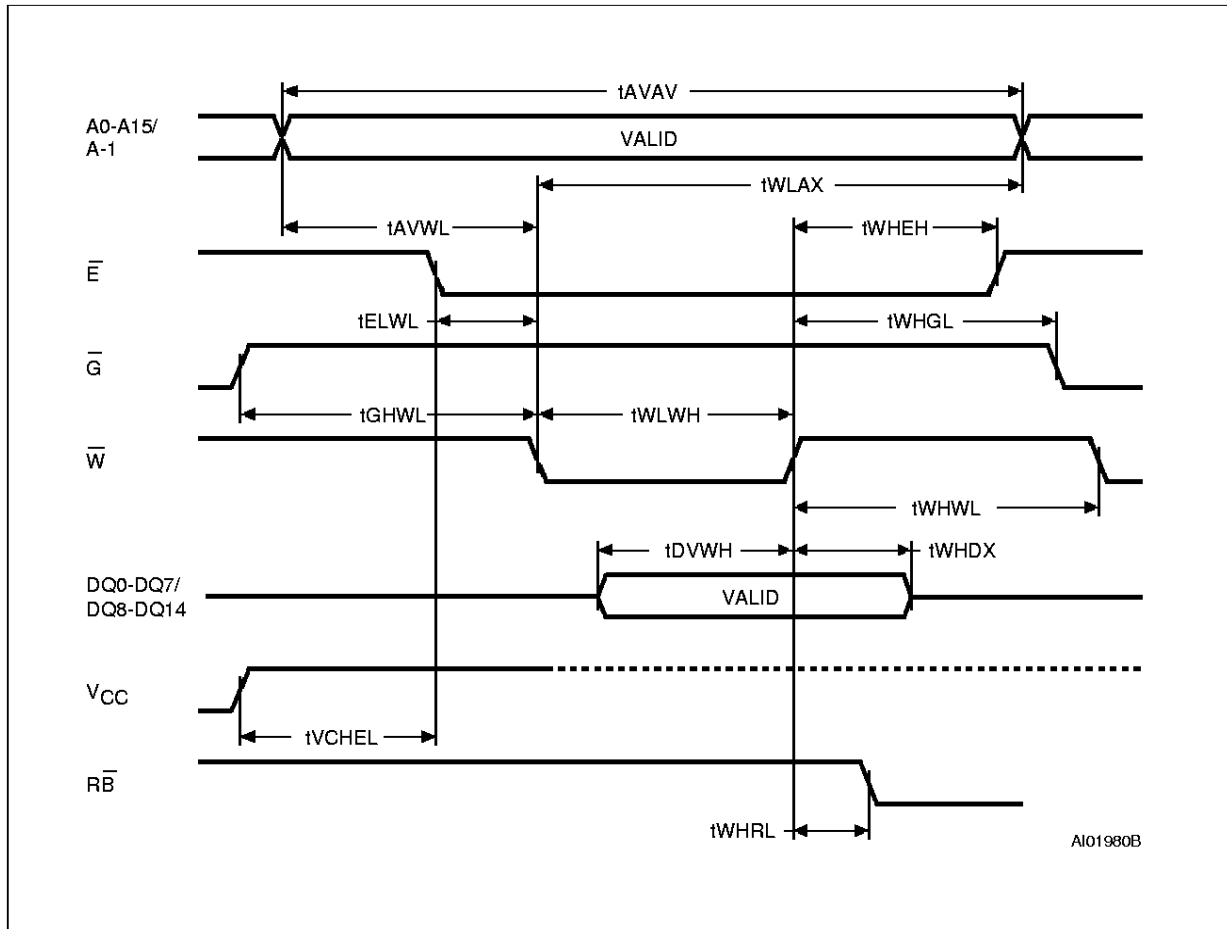 tAVAV
A0-A15/
A-1
VALID
tWLAX
tAVWL
tWHEH
E̅
tELWL
tWHGL
G̅
tGHWL
tWLWH
W̅
tWHWL
tDVWH
tWHDX
DQ0-DQ7/
DQ8-DQ14
VALID
VCC
tVCHEL
RB̅
tWHRL
AI01980B